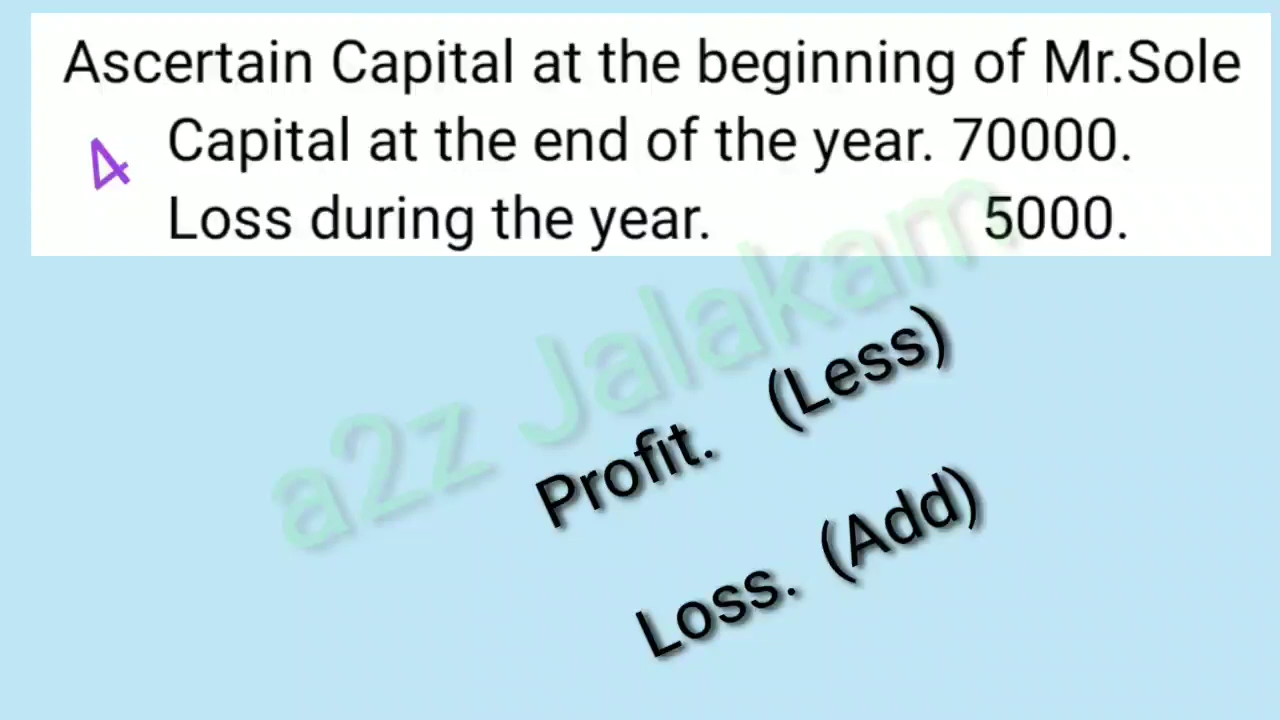 Ascertain Capital at the beginning of Mr.Sole
4
Capital at the end of the year. 70000.
Loss during the year. 5000.
a2z Jalakam
Profit. (Less)
Loss. (Add)